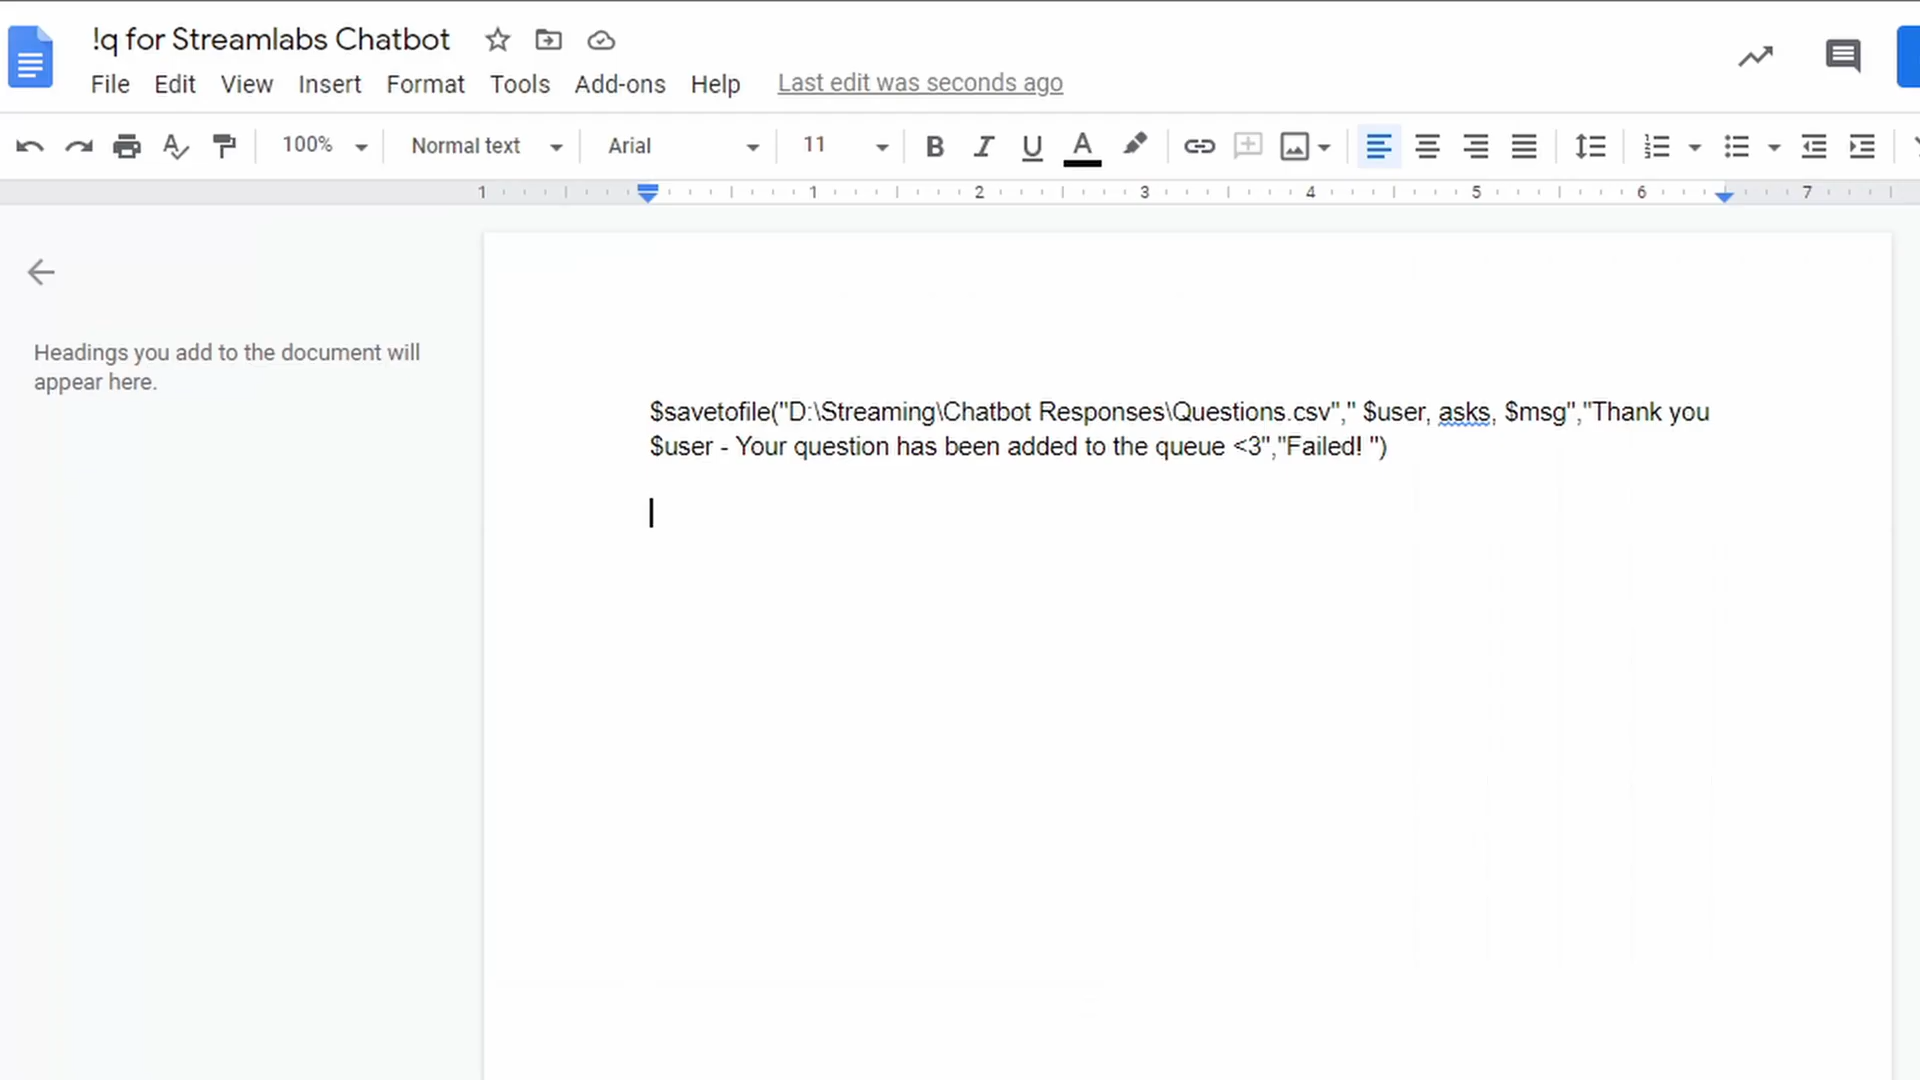 !q for Streamlabs Chatbot
File Edit View Insert Format Tools Add-ons Help Last edit was seconds ago
100% Normal text Arial 11 B I U A
1 1 2 3 4 5 6 7
Headings you add to the document will
appear here.
$savetofile("D:\Streaming\Chatbot Responses\Questions.csv"," $user, asks, $msg","Thank you
$user - Your question has been added to the queue <3","Failed! ")